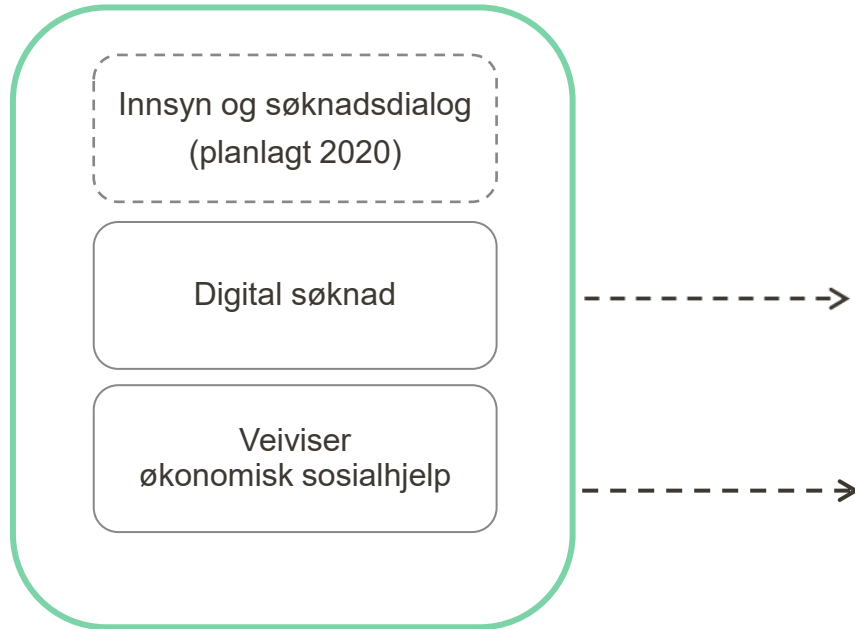 Innsyn og søknadsdialog
(planlagt 2020)
Digital søknad
Veiviser
økonomisk sosialhjelp